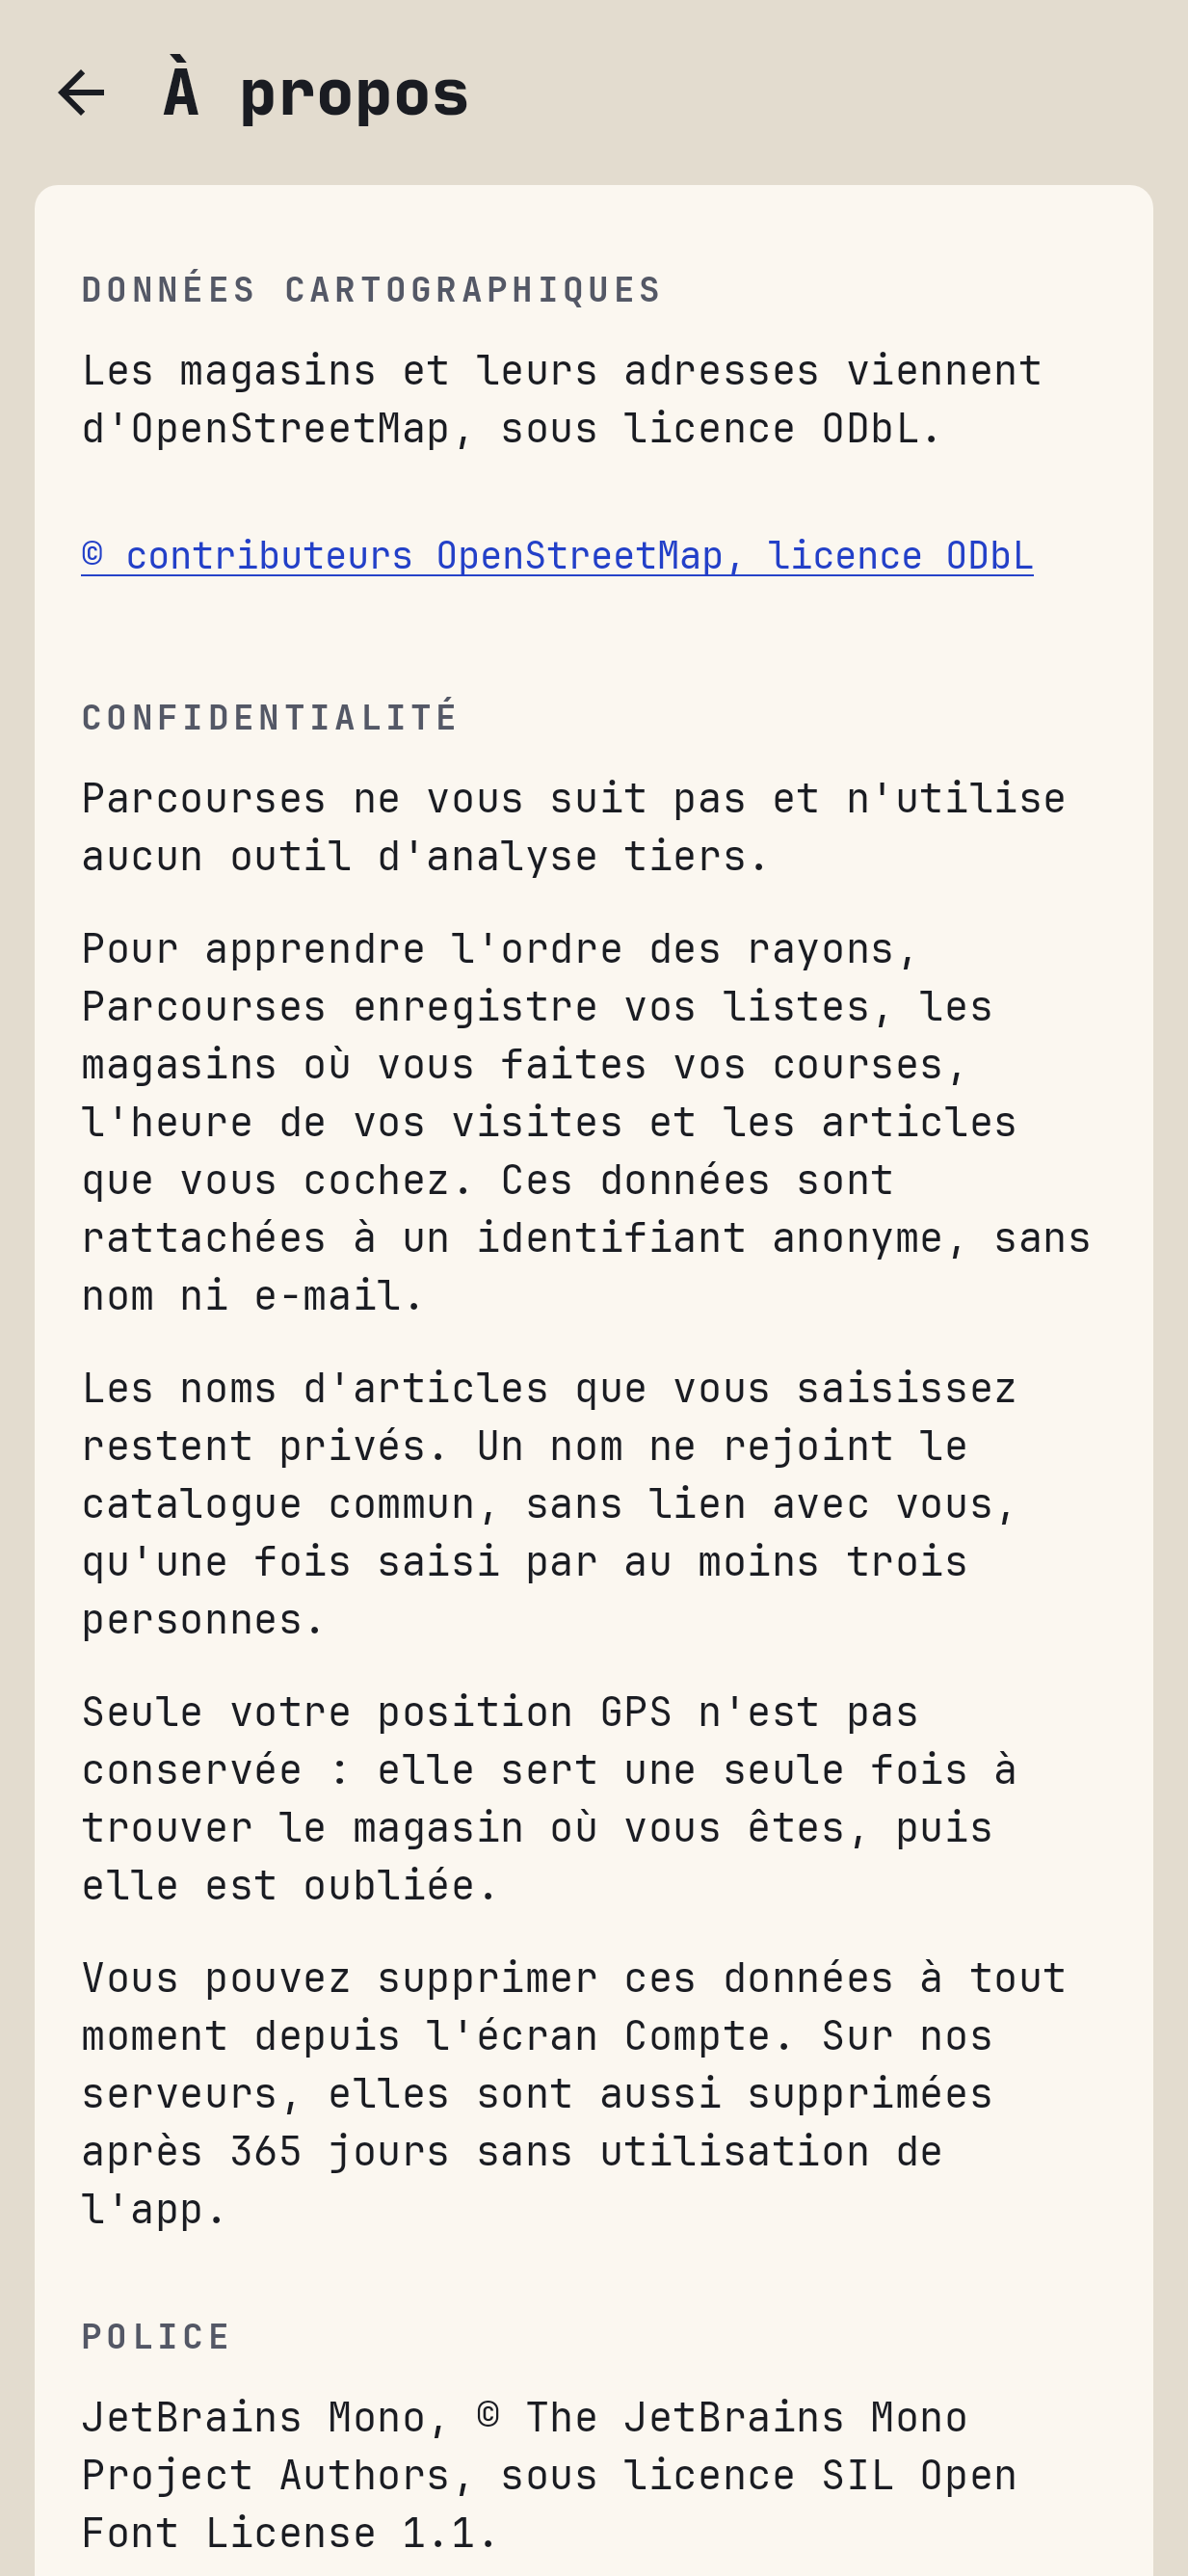 À propos
DONNÉES CARTOGRAPHIQUES
Les magasins et leurs adresses viennent
d'OpenStreetMap, sous licence ODbL.
© contributeurs OpenStreetMap, licence ODbL
CONFIDENTIALITÉ
Parcourses ne vous suit pas et n'utilise
aucun outil d'analyse tiers.
Pour apprendre l'ordre des rayons,
Parcourses enregistre vos listes, les
magasins où vous faites vos courses,
l'heure de vos visites et les articles
que vous cochez. Ces données sont
rattachées à un identifiant anonyme, sans
nom ni e-mail.
Les noms d'articles que vous saisissez
restent privés. Un nom ne rejoint le
catalogue commun, sans lien avec vous,
qu'une fois saisi par au moins trois
personnes.
Seule votre position GPS n'est pas
conservée : elle sert une seule fois à
trouver le magasin où vous êtes, puis
elle est oubliée.
Vous pouvez supprimer ces données à tout
moment depuis l'écran Compte. Sur nos
serveurs, elles sont aussi supprimées
après 365 jours sans utilisation de
l'app.
POLICE
JetBrains Mono, © The JetBrains Mono
Project Authors, sous licence SIL Open
Font License 1.1.